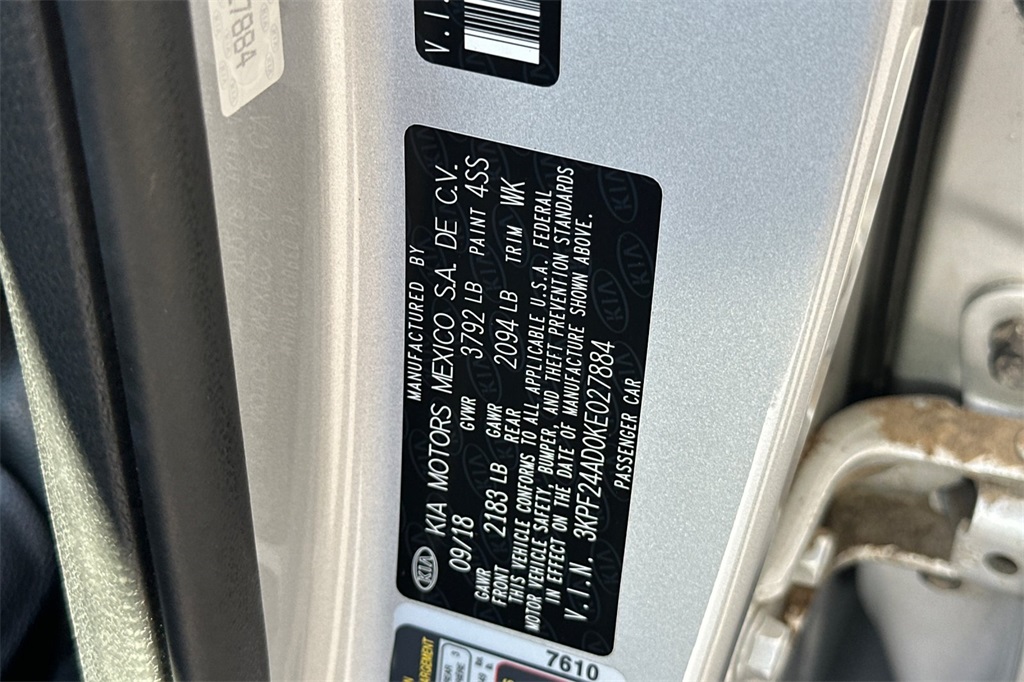 27884
V.I.
MANUFACTURED BY
KIA KIA MOTORS MEXICO S.A. DE C.V.
09/18 GVWR 3792 LB PAINT 4SS
GAWR FRONT 2183 LB GAWR REAR 2094 LB TRIM WK
THIS VEHICLE CONFORMS TO ALL APPLICABLE U.S.A. FEDERAL
MOTOR VEHICLE SAFETY, BUMPER, AND THEFT PREVENTION STANDARDS
IN EFFECT ON THE DATE OF MANUFACTURE SHOWN ABOVE.
V.I.N. 3KPF24AD0KE027884
PASSENGER CAR
7610